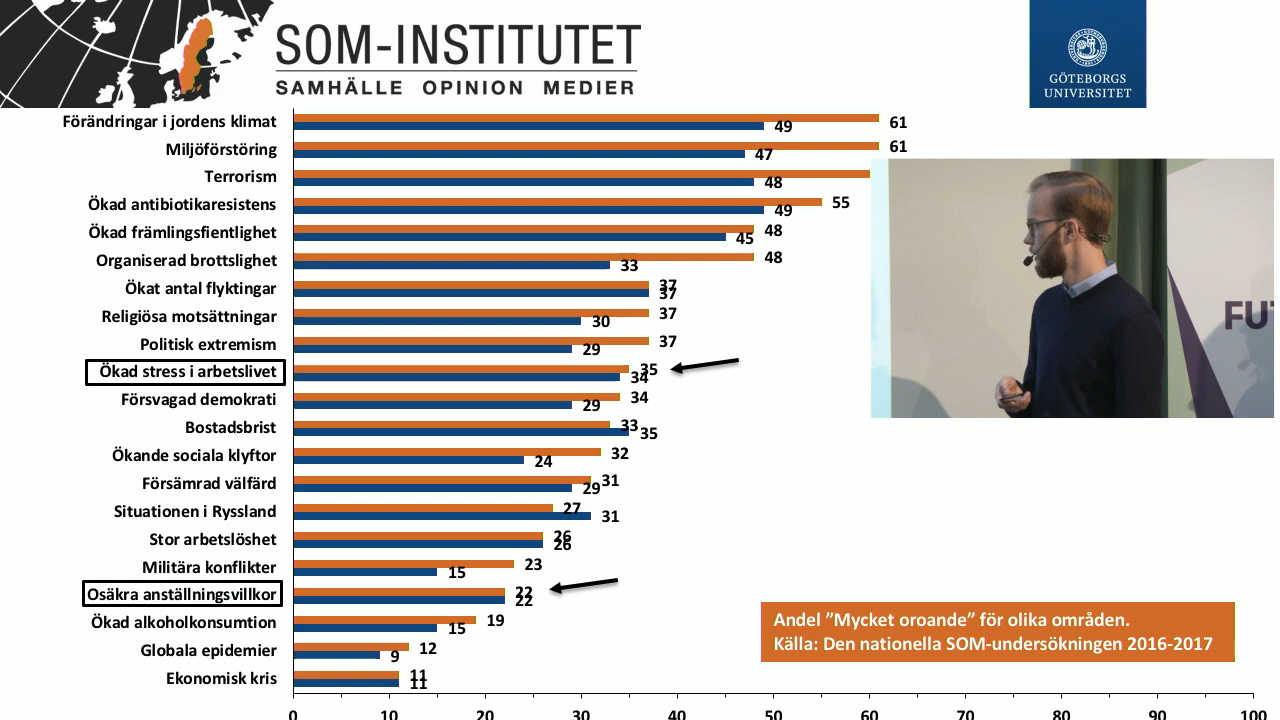 SOM-INSTITUTET
SAMHÄLLE OPINION MEDIER
GÖTEBORGS
UNIVERSITET
Förändringar i jordens klimat 61 49
Miljöförstöring 61 47
Terrorism 48
Ökad antibiotikaresistens 55 49
Ökad främlingsfientlighet 48 45
Organiserad brottslighet 48 33
Ökat antal flyktingar 37 37
Religiösa motsättningar 37 30
Politisk extremism 37 29
Ökad stress i arbetslivet 35 34
Försvagad demokrati 34 29
Bostadsbrist 33 35
Ökande sociala klyftor 32 24
Försämrad välfärd 31 29
Situationen i Ryssland 27 31
Stor arbetslöshet 26 26
Militära konflikter 23 15
Osäkra anställningsvillkor 22 22
Ökad alkoholkonsumtion 19 15
Globala epidemier 12 9
Ekonomisk kris 11 11
0 10 20 30 40 50 60 70 80 90 100
FUT
Andel ”Mycket oroande” för olika områden.
Källa: Den nationella SOM-undersökningen 2016-2017